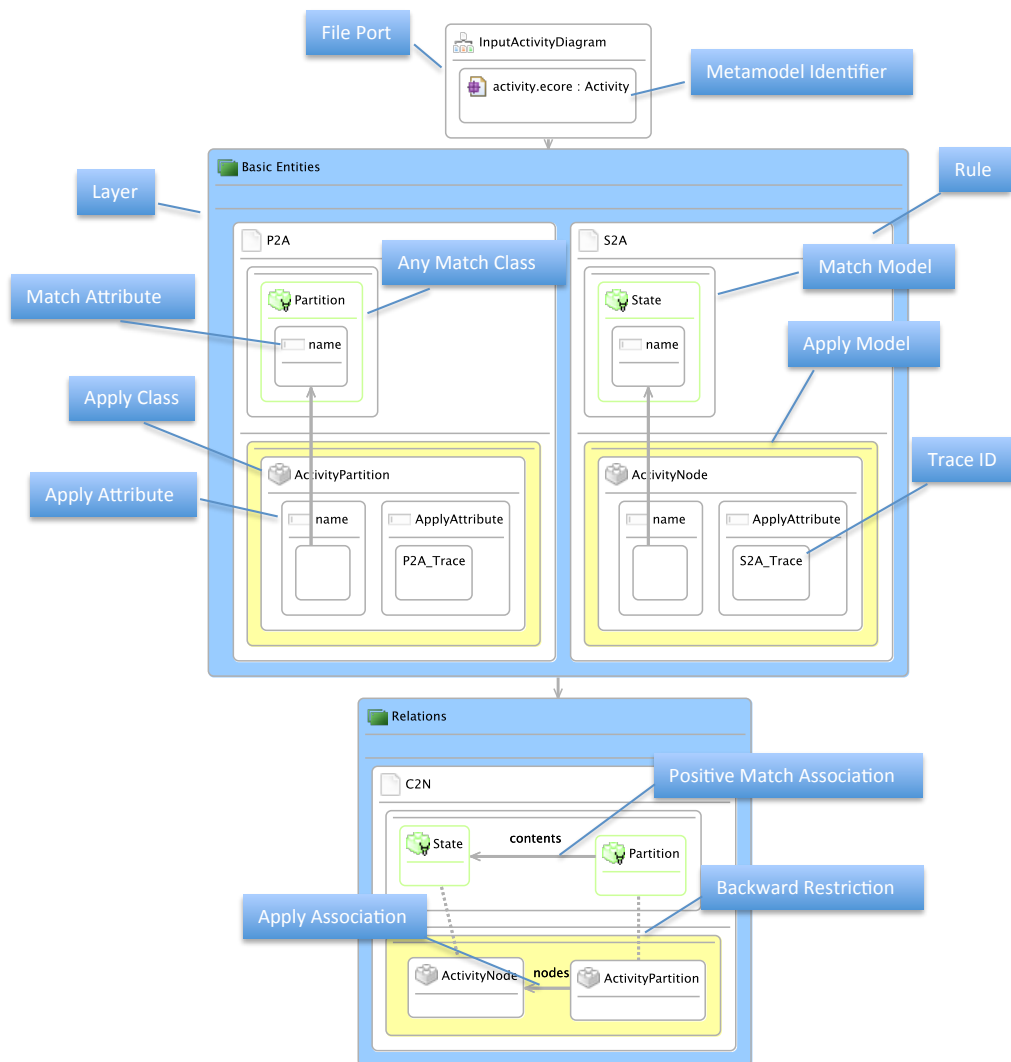 File Port
InputActivityDiagram
Metamodel Identifier
activity.ecore : Activity
Basic Entities
Layer
Rule
P2A
S2A
Any Match Class
Match Model
Match Attribute
Partition
State
name
name
Apply Model
Apply Class
Trace ID
ActivityPartition
ActivityNode
Apply Attribute
name
ApplyAttribute
name
ApplyAttribute
P2A_Trace
S2A_Trace
Relations
Positive Match Association
C2N
contents
State
Partition
Backward Restriction
Apply Association
nodes
ActivityNode
ActivityPartition